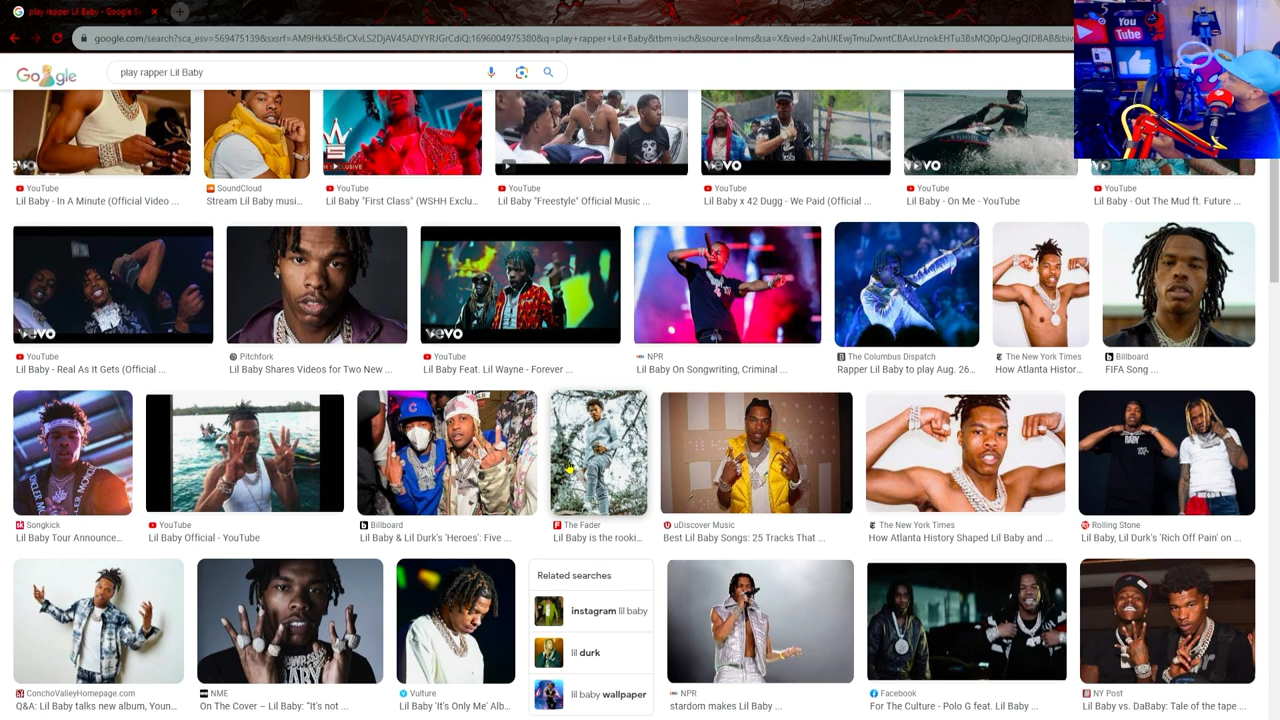 play rapper Lil Baby - Google Se
google.com/search?sca_esv=569475139&sxsrf=AM9HkKk5BrCXvLS2DjAV45ADYYRJGrCdiQ:1696004975380&q=play+rapper+Lil+Baby&tbm=isch&source=lnms&sa=X&ved=2ahUKEwjTmuDwntCBAxUznokEHTu3BsMQ0pQJegQIDBAB&biw
You
Tube
Google
play rapper Lil Baby
evo
W
HH EXCLUSIVE
vevo
vevo
YouTube
SoundCloud
YouTube
YouTube
YouTube
YouTube
YouTube
Lil Baby - In A Minute (Official Video ...
Stream Lil Baby musi...
Lil Baby "First Class" (WSHH Exclu...
Lil Baby "Freestyle" Official Music ...
Lil Baby x 42 Dugg - We Paid (Official ...
Lil Baby - On Me - YouTube
Lil Baby - Out The Mud ft. Future ...
vevo
vevo
YouTube
Pitchfork
YouTube
NPR
The Columbus Dispatch
The New York Times
Billboard
Lil Baby - Real As It Gets (Official ...
Lil Baby Shares Videos for Two New ...
Lil Baby Feat. Lil Wayne - Forever ...
Lil Baby On Songwriting, Criminal ...
Rapper Lil Baby to play Aug. 26...
How Atlanta Histor...
FIFA Song ...
BABY
Songkick
YouTube
Billboard
The Fader
uDiscover Music
The New York Times
Rolling Stone
Lil Baby Tour Announce...
Lil Baby Official - YouTube
Lil Baby & Lil Durk's 'Heroes': Five ...
Lil Baby is the rooki...
Best Lil Baby Songs: 25 Tracks That ...
How Atlanta History Shaped Lil Baby and ...
Lil Baby, Lil Durk's 'Rich Off Pain' on ...
Related searches
instagram lil baby
lil durk
lil baby wallpaper
ConchoValleyHomepage.com
NME
Vulture
NPR
Facebook
NY Post
Q&A: Lil Baby talks new album, Youn...
On The Cover – Lil Baby: "It's not ...
Lil Baby 'It's Only Me' Alb...
stardom makes Lil Baby ...
For The Culture - Polo G feat. Lil Baby ...
Lil Baby vs. DaBaby: Tale of the tape ...